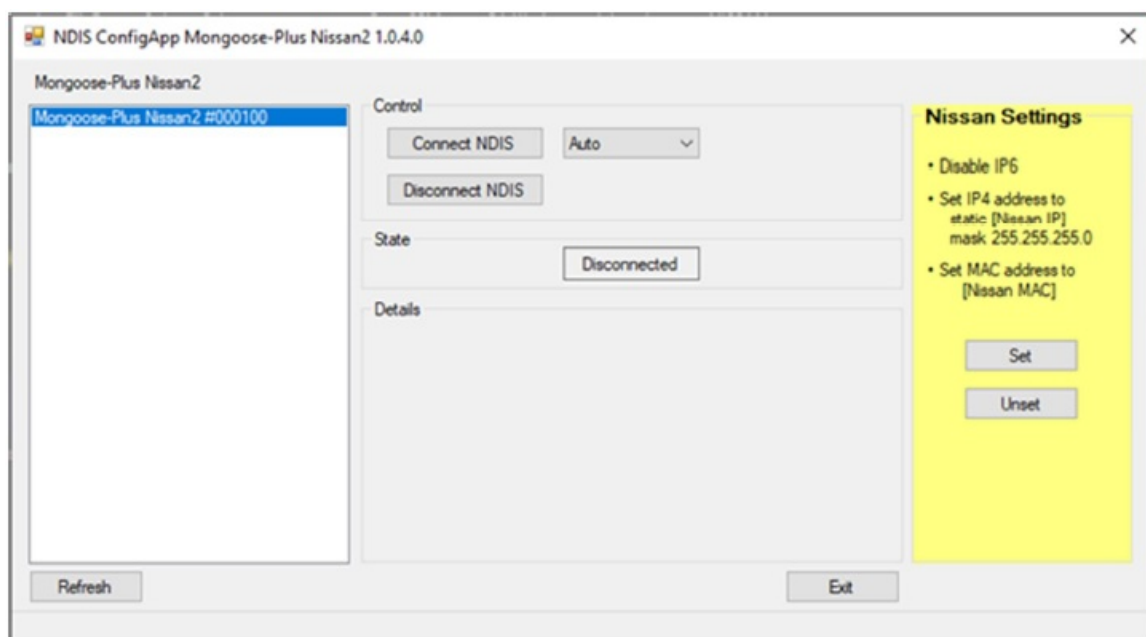 NDIS ConfigApp Mongoose-Plus Nissan2 1.0.4.0
Mongoose-Plus Nissan2
Mongoose-Plus Nissan2 #000100
Control
Connect NDIS
Auto
Disconnect NDIS
State
Disconnected
Details
Nissan Settings
• Disable IP6
• Set IP4 address to
static [Nissan IP]
mask 255.255.255.0
• Set MAC address to
[Nissan MAC]
Set
Unset
Refresh
Exit